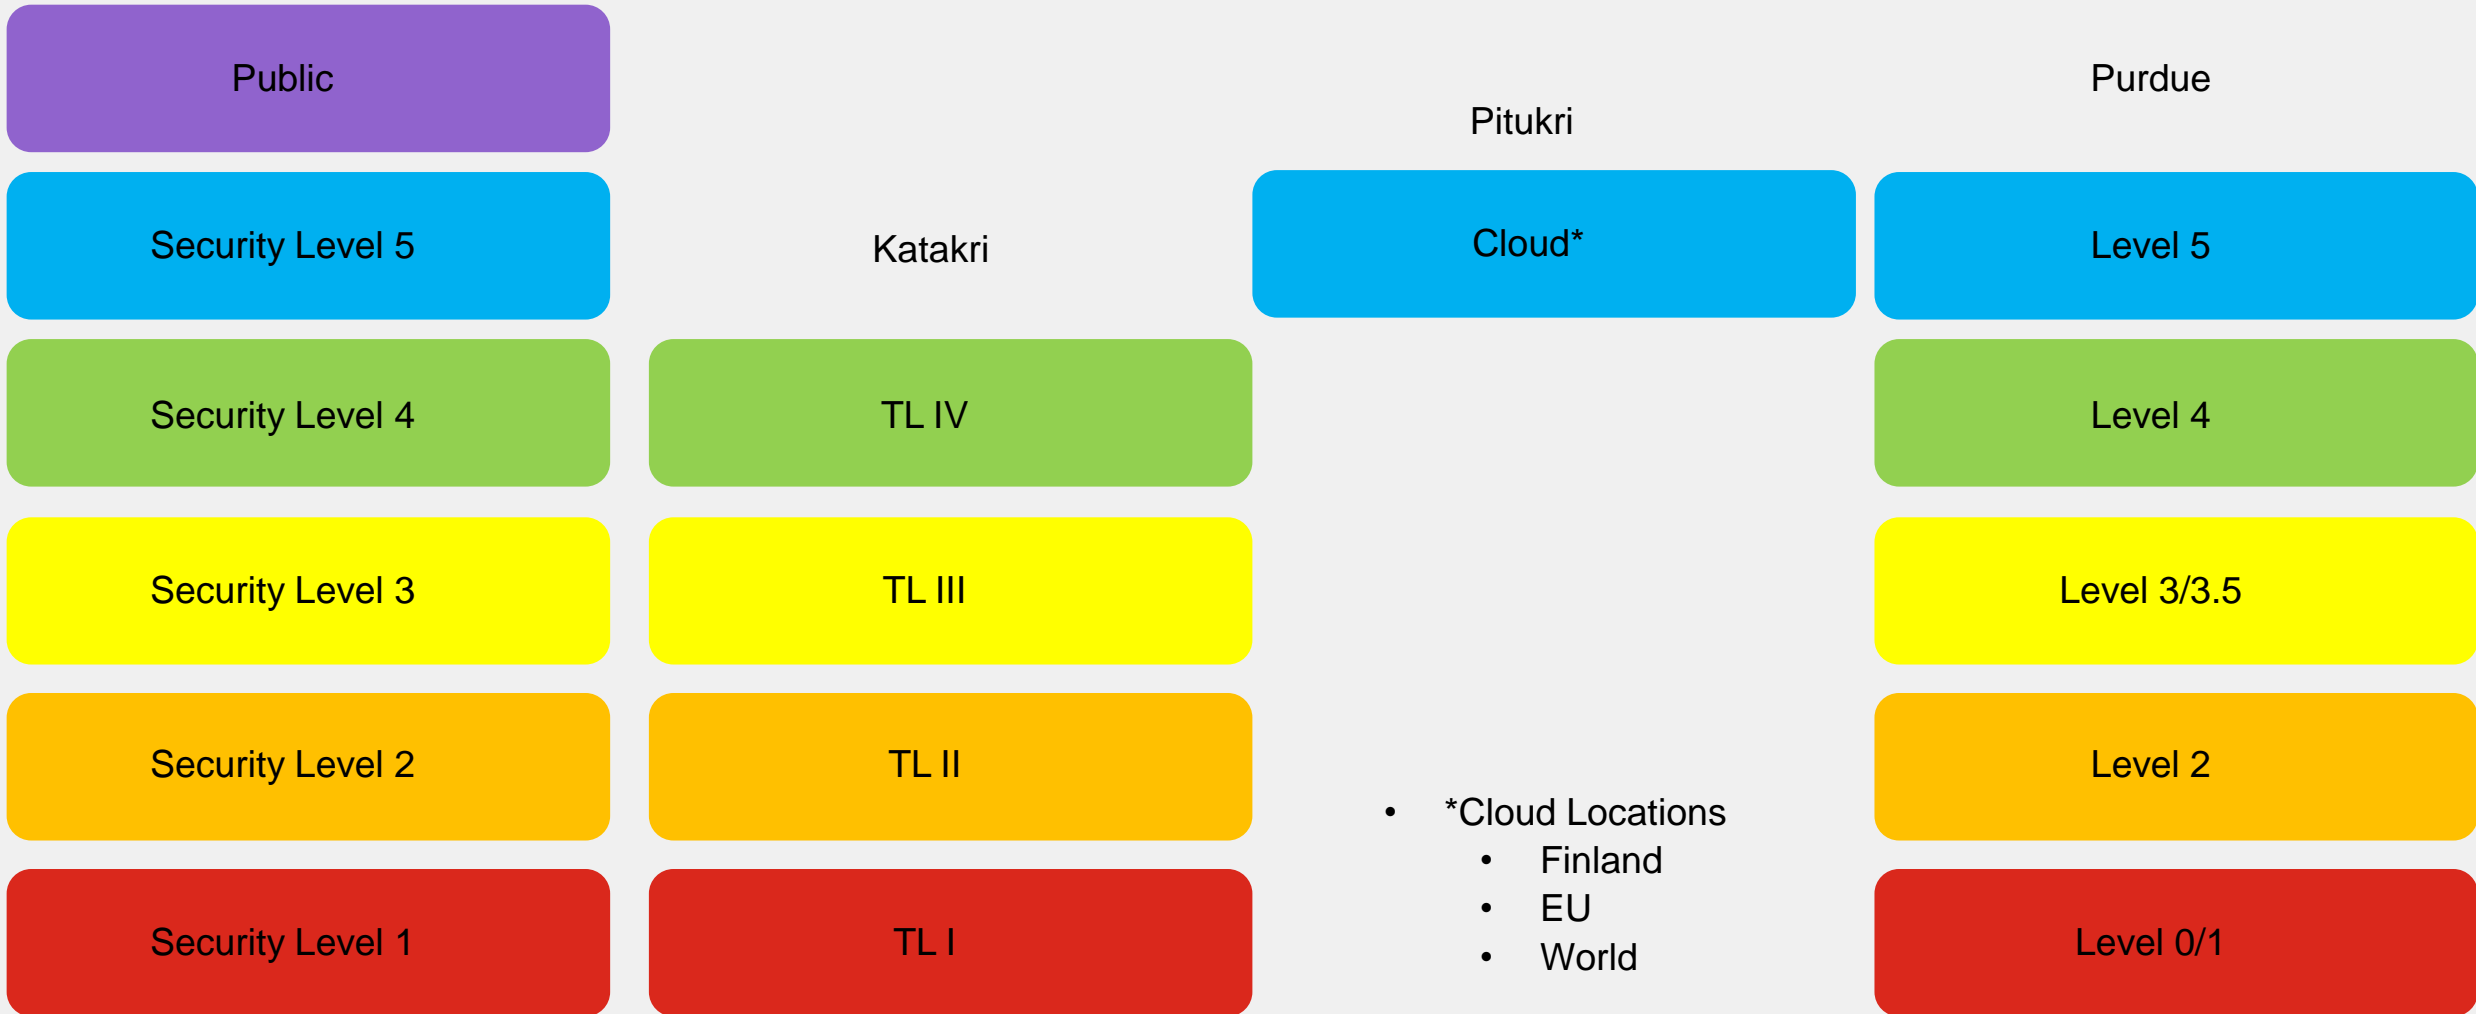 Public
Purdue
Pitukri
Security Level 5
Katakri
Cloud*
Level 5
Security Level 4
TL IV
Level 4
Security Level 3
TL III
Level 3/3.5
Security Level 2
TL II
Level 2
• *Cloud Locations
• Finland
• EU
• World
Security Level 1
TL I
Level 0/1